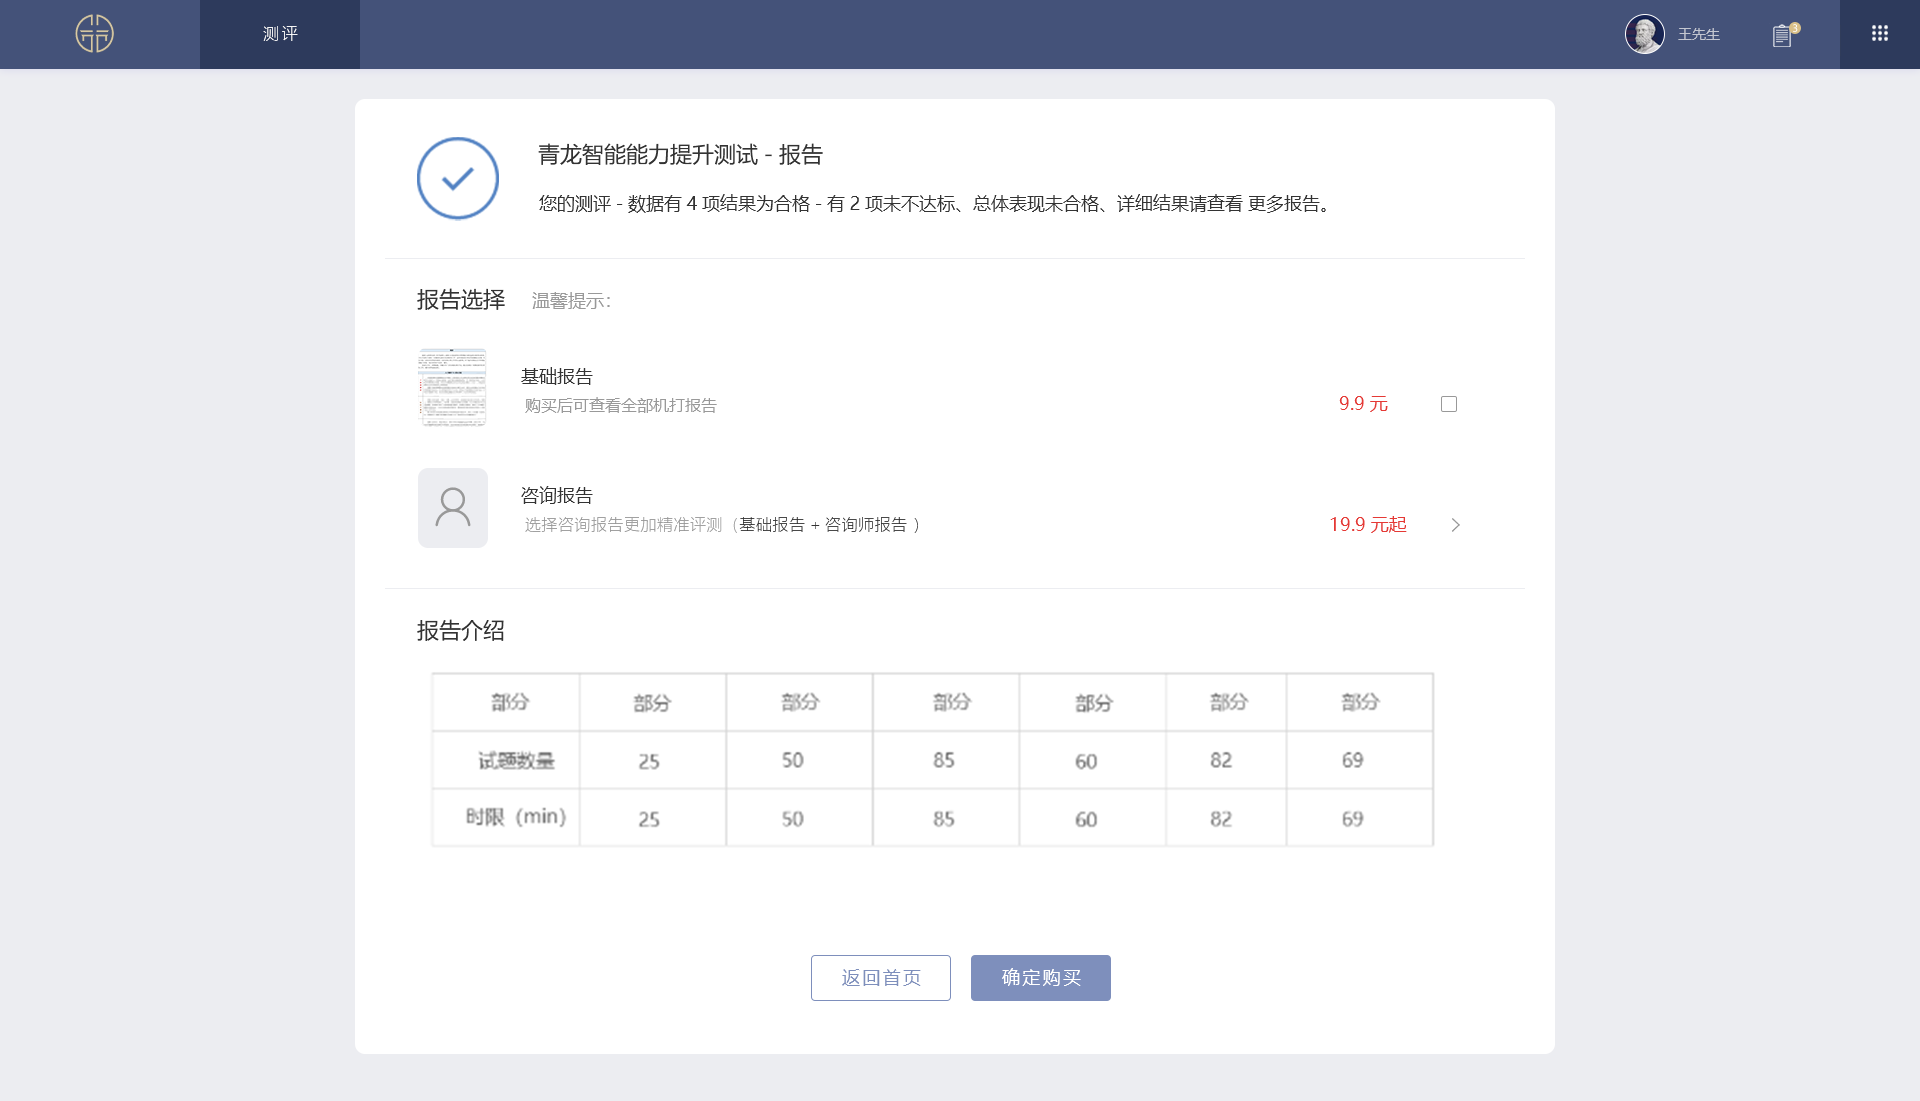 测评
王先生
3
青龙智能能力提升测试 - 报告
您的测评 - 数据有 4 项结果为合格 - 有 2 项未不达标、总体表现未合格、详细结果请查看 更多报告。
报告选择 温馨提示：
基础报告
购买后可查看全部机打报告
9.9 元
咨询报告
选择咨询报告更加精准评测（基础报告 + 咨询师报告 ）
19.9 元起
报告介绍
部分 部分 部分 部分 部分 部分 部分
试题数量 25 50 85 60 82 69
时限（min） 25 50 85 60 82 69
返回首页 确定购买